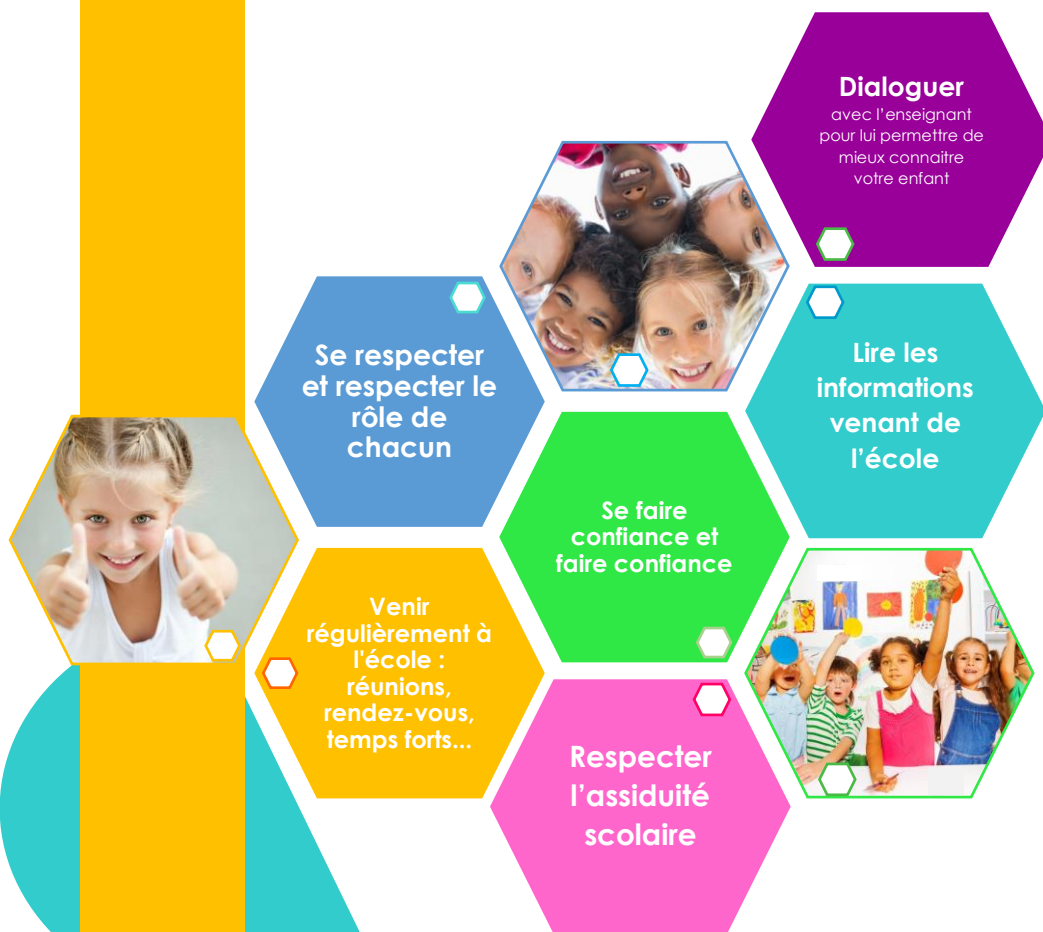 Dialoguer
avec l'enseignant
pour lui permettre de
mieux connaitre
votre enfant
Se respecter
et respecter le
rôle de
chacun
Lire les
informations
venant de
l'école
Se faire
confiance et
faire confiance
Venir
régulièrement à
l'école :
réunions,
rendez-vous,
temps forts...
Respecter
l'assiduité
scolaire